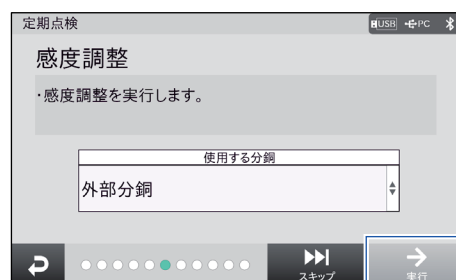 定期点検
USB PC
感度調整
・感度調整を実行します。
使用する分銅
外部分銅
スキップ
実行